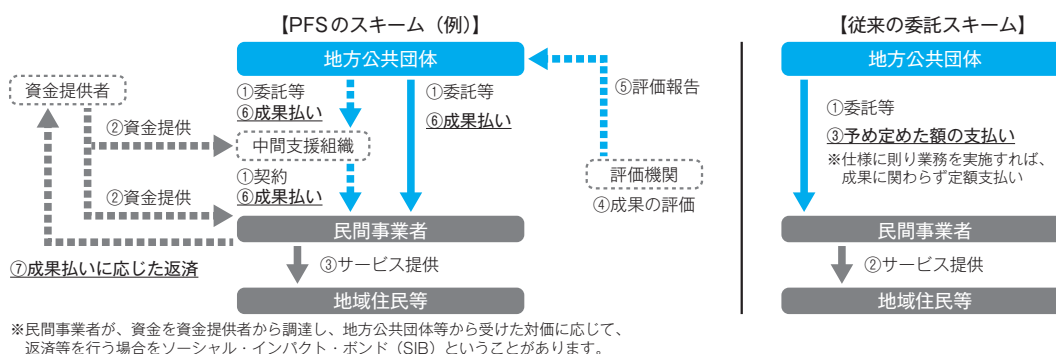 【PFSのスキーム（例）】
地方公共団体
①委託等
⑥成果払い
①委託等
⑥成果払い
⑤評価報告
資金提供者
②資金提供
中間支援組織
①契約
⑥成果払い
②資金提供
評価機関
④成果の評価
民間事業者
⑦成果払いに応じた返済
③サービス提供
地域住民等
※民間事業者が、資金を資金提供者から調達し、地方公共団体等から受けた対価に応じて、
返済等を行う場合をソーシャル・インパクト・ボンド（SIB）ということがあります。
【従来の委託スキーム】
地方公共団体
①委託等
③予め定めた額の支払い
※仕様に則り業務を実施すれば、
成果に関わらず定額支払い
民間事業者
②サービス提供
地域住民等